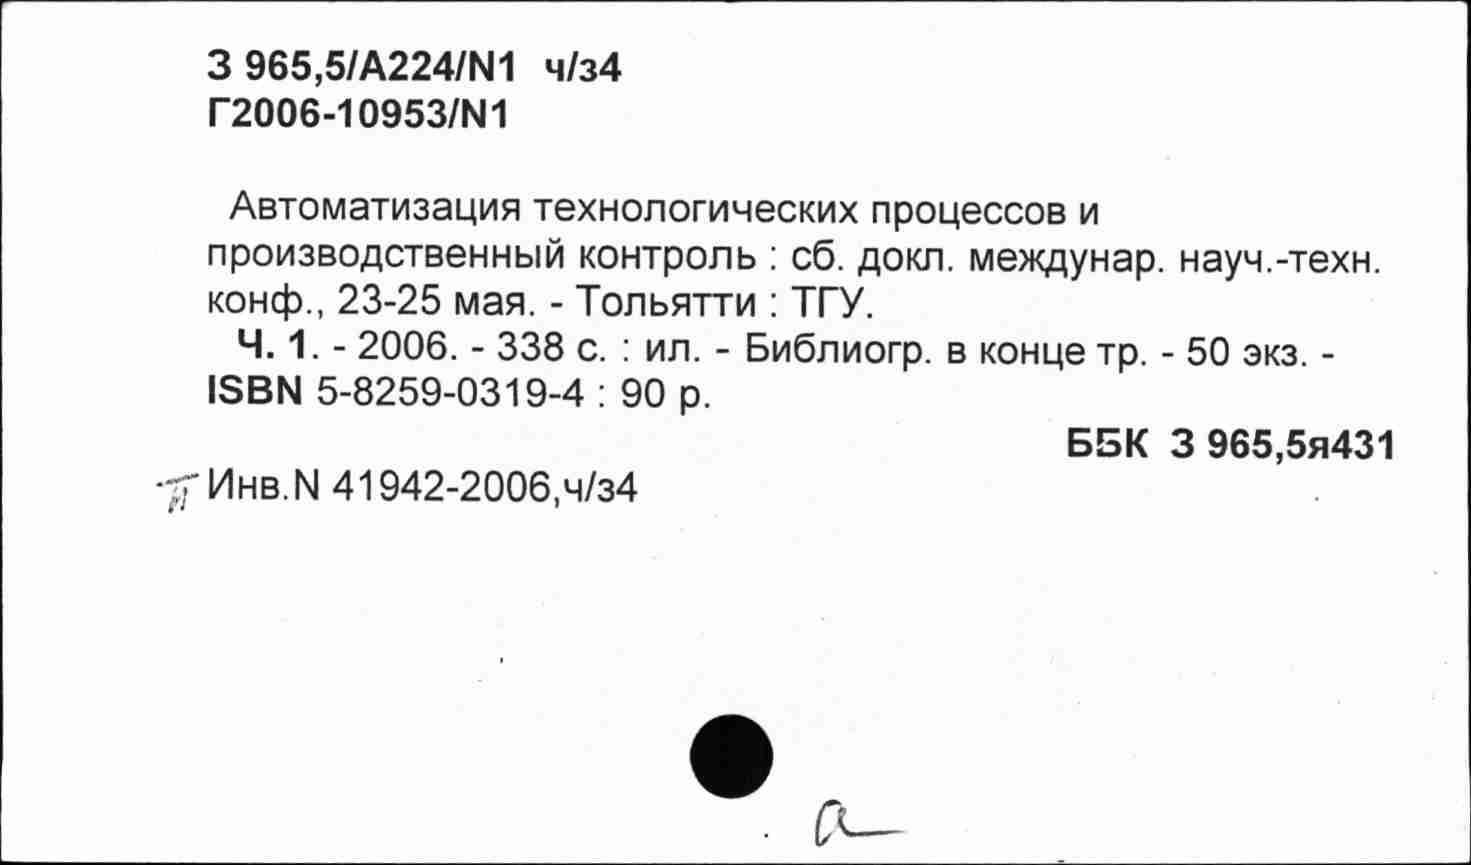 З 965,5/А224/N1 ч/з4
Г2006-10953/N1
Автоматизация технологических процессов и
производственный контроль : сб. докл. междунар. науч.-техн.
конф., 23-25 мая. - Тольятти : ТГУ.
Ч. 1. - 2006. - 338 с. : ил. - Библиогр. в конце тр. - 50 экз. -
ISBN 5-8259-0319-4 : 90 р.
ББК З 965,5я431
Инв.N 41942-2006,ч/з4
а